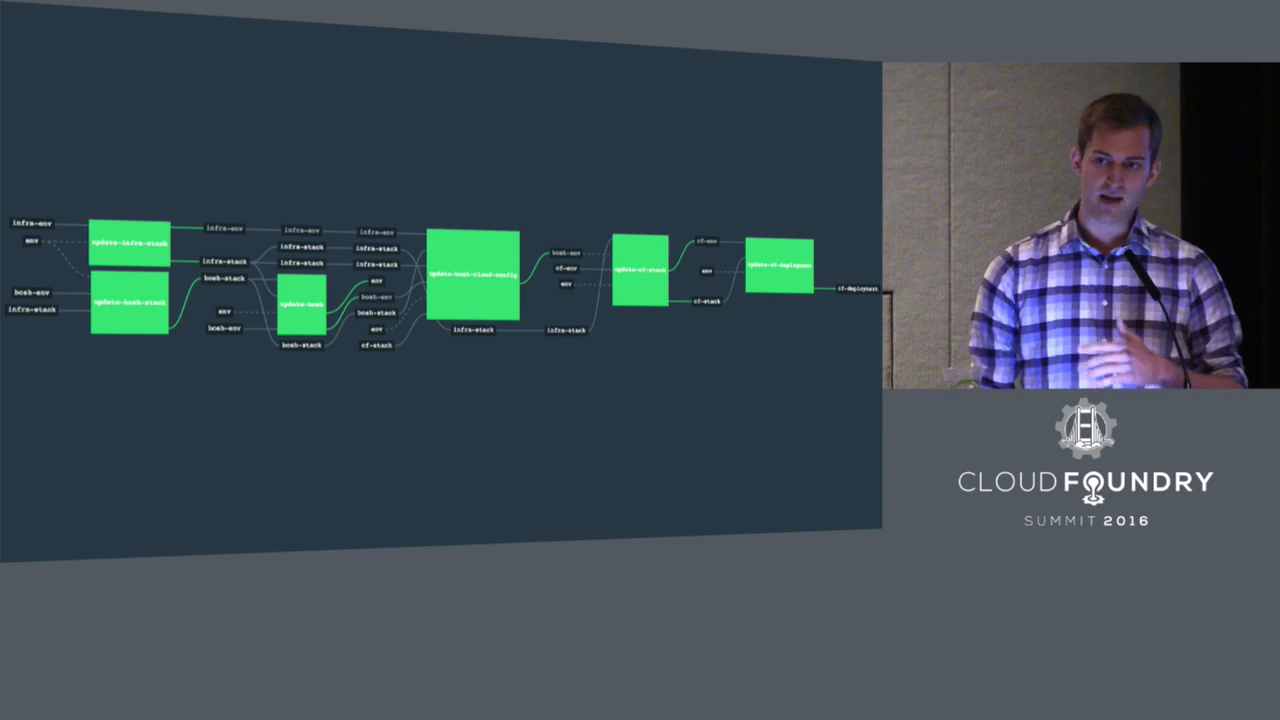 infra-env
env
bosh-env
infra-stack
update-infra-stack
update-bosh-stack
infra-env
infra-stack
bosh-stack
env
bosh-env
infra-env
infra-stack
infra-stack
update-bosh
bosh-stack
infra-env
infra-stack
infra-stack
env
bosh-env
bosh-stack
env
cf-stack
update-bosh-cloud-config
infra-stack
bosh-env
cf-env
env
infra-stack
update-cf-stack
cf-env
env
cf-stack
update-cf-deployment
cf-deployment
CLOUD FOUNDRY
SUMMIT 2016